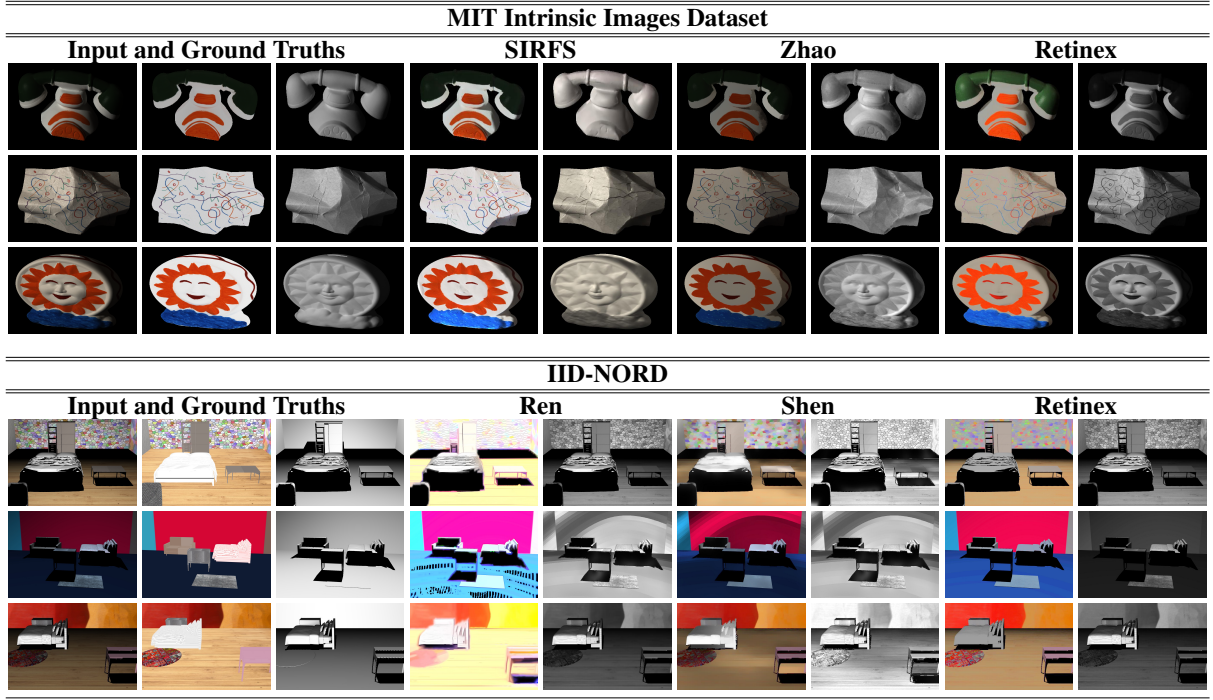 MIT Intrinsic Images Dataset
Input and Ground Truths SIRFS Zhao Retinex
IID-NORD
Input and Ground Truths Ren Shen Retinex